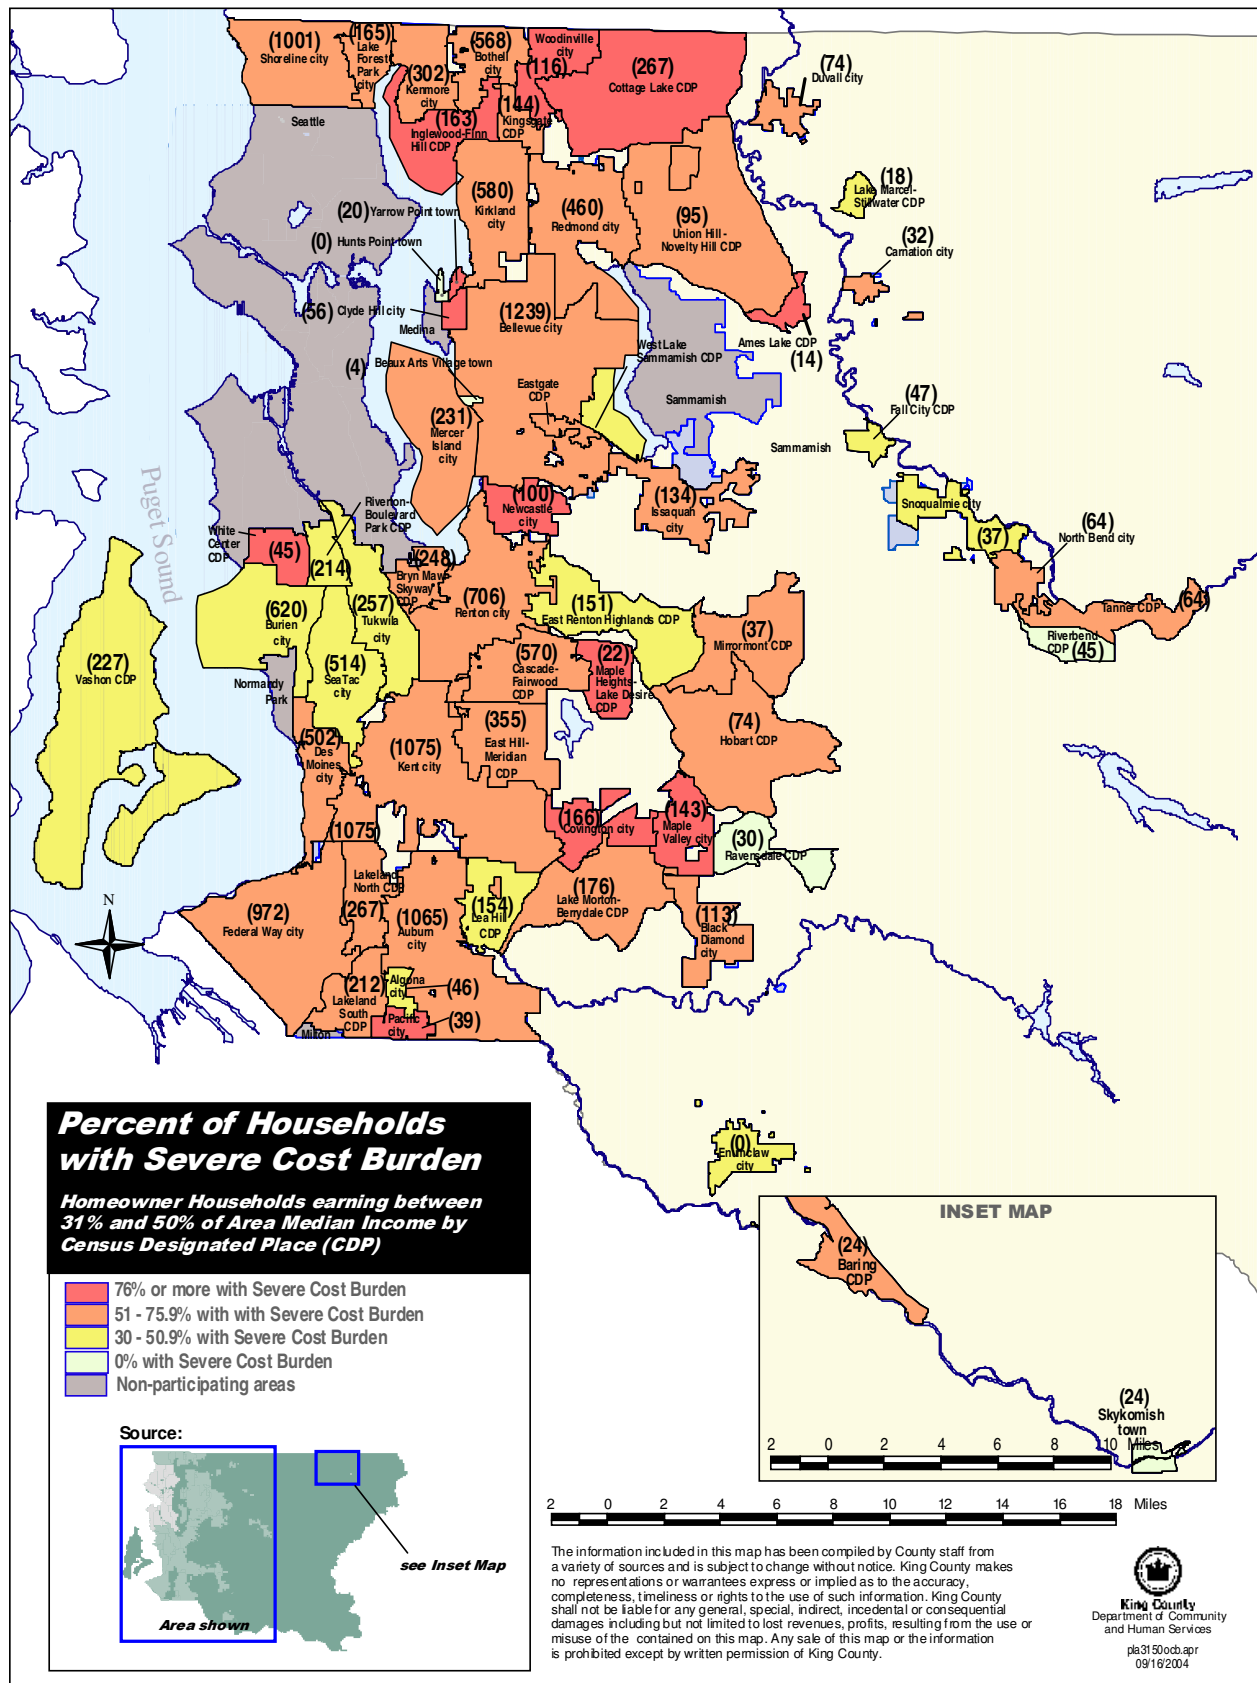 (1001)
Shoreline city
(165)
Lake
Forest
Park
city
(302)
Kenmore
city
(568)
Bothell
city
Woodinville
city
(116)
(267)
Cottage Lake CDP
(74)
Duvall city
Seattle
(163)
Inglewood-Finn
Hill CDP
(144)
Kingsgate
CDP
(18)
Lake Marcel-
Stillwater CDP
(20) Yarrow Point town
(0) Hunts Point town
(580)
Kirkland
city
(460)
Redmond city
(95)
Union Hill-
Novelty Hill CDP
(32)
Carnation city
(56) Clyde Hill city
Medina
(1239)
Bellevue city
West Lake
Sammamish CDP
Ames Lake CDP
(14)
Beaux Arts Village town
(4)
Eastgate
CDP
Sammamish
(47)
Fall City CDP
(231)
Mercer
Island
city
Sammamish
Puget Sound
(100)
Newcastle
city
(134)
Issaquah
city
Snoqualmie city
(37)
(64)
North Bend city
Riverton-
Boulevard
Park CDP
White
Center
CDP
(45)
(214)
(248)
Bryn Mawr-
Skyway
CDP
(706)
Renton city
(151)
East Renton Highlands CDP
(37)
Mirrormont CDP
Tanner CDP
(64)
Riverbend
CDP
(45)
(620)
Burien
city
(257)
Tukwila
city
(227)
Vashon CDP
(514)
SeaTac
city
Normandy
Park
(570)
Cascade-
Fairwood
CDP
(22)
Maple
Heights-
Lake Desire
CDP
(74)
Hobart CDP
(502)
Des
Moines
city
(1075)
Kent city
(355)
East Hill-
Meridian
CDP
(1075)
(166)
Covington city
(143)
Maple
Valley city
(30)
Ravensdale CDP
Lakeland
North CDP
(267)
(972)
Federal Way city
(1065)
Auburn
city
(154)
Lea Hill
CDP
(176)
Lake Morton-
Berrydale CDP
(113)
Black
Diamond
city
N
(212)
Lakeland
South
CDP
Algona
city
(46)
Pacific
city
(39)
Milton
(0)
Enumclaw
city
Percent of Households
with Severe Cost Burden
Homeowner Households earning between
31% and 50% of Area Median Income by
Census Designated Place (CDP)
76% or more with Severe Cost Burden
51 - 75.9% with with Severe Cost Burden
30 - 50.9% with Severe Cost Burden
0% with Severe Cost Burden
Non-participating areas
Source:
see Inset Map
Area shown
INSET MAP
(24)
Baring
CDP
(24)
Skykomish
town
2 0 2 4 6 8 10 Miles
2 0 2 4 6 8 10 12 14 16 18 Miles
The information included in this map has been compiled by County staff from
a variety of sources and is subject to change without notice. King County makes
no representations or warrantees express or implied as to the accuracy,
completeness, timeliness or rights to the use of such information. King County
shall not be liable for any general, special, indirect, incedental or consequential
damages including but not limited to lost revenues, profits, resulting from the use or
misuse of the contained on this map. Any sale of this map or the information
is prohibited except by written permission of King County.
King County
Department of Community
and Human Services
pla3150ocb.apr
09/16/2004